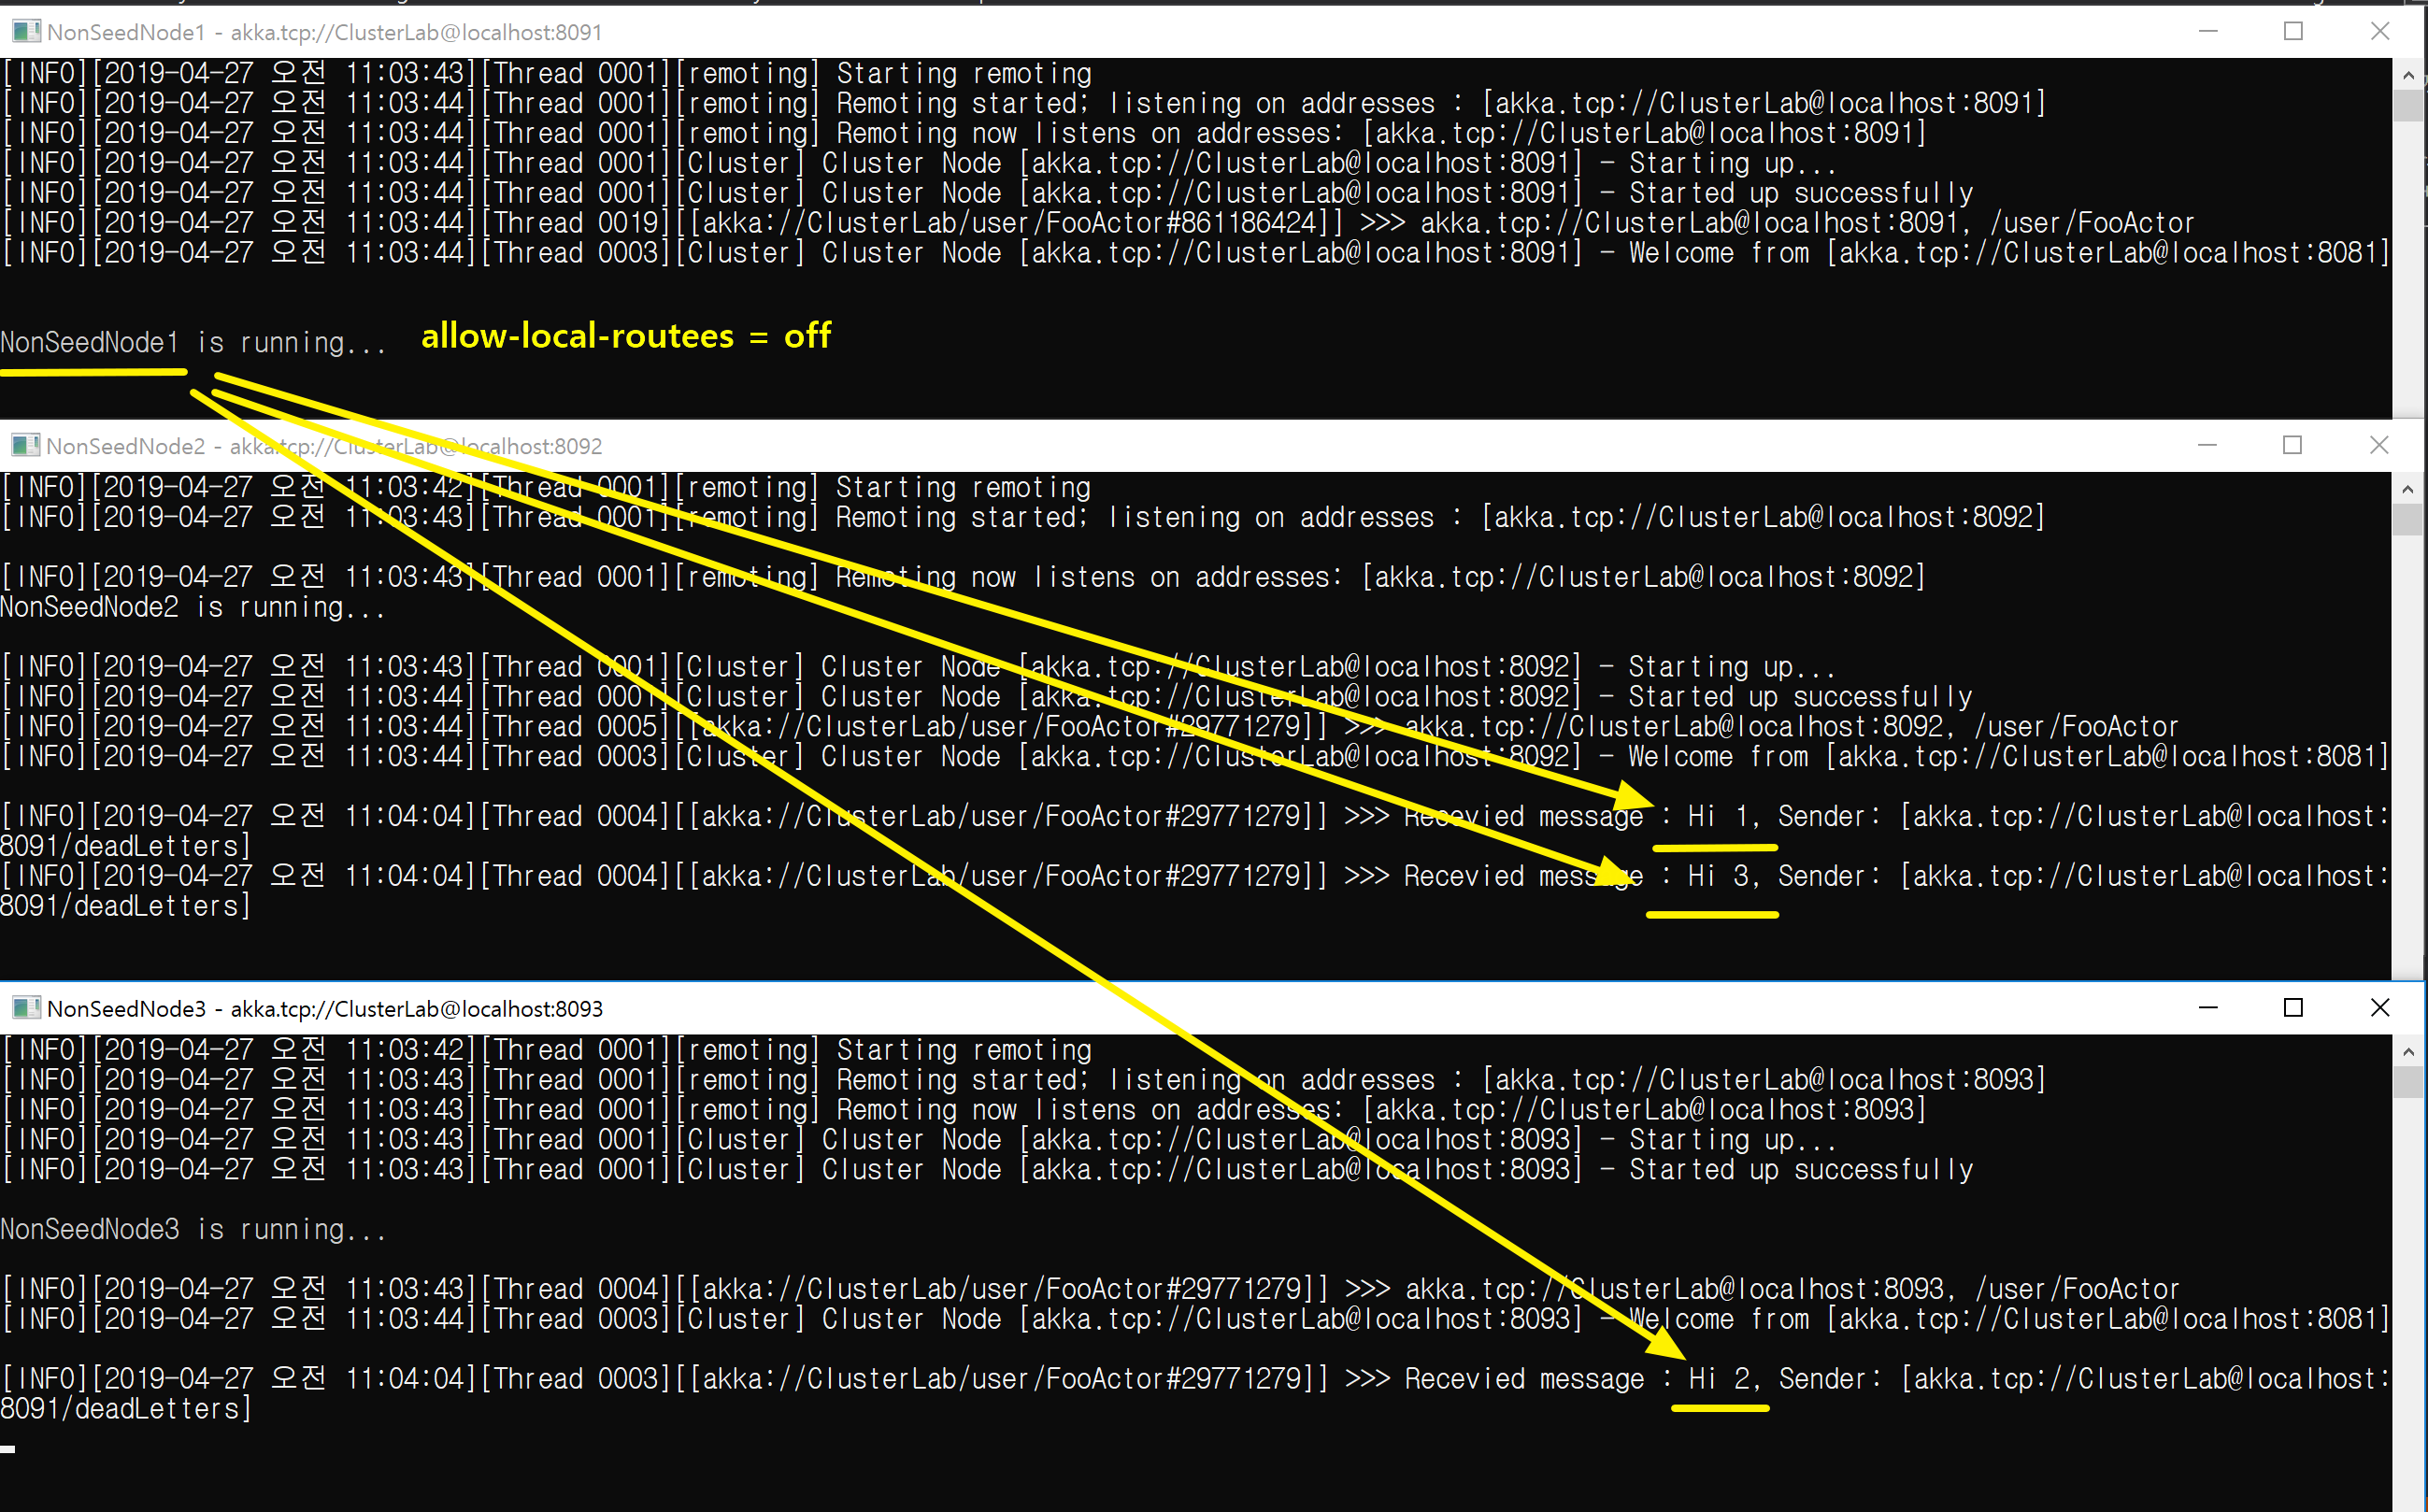 NonSeedNode1 - akka.tcp://ClusterLab@localhost:8091
[INFO][2019-04-27 오전 11:03:43][Thread 0001][remoting] Starting remoting
[INFO][2019-04-27 오전 11:03:44][Thread 0001][remoting] Remoting started; listening on addresses : [akka.tcp://ClusterLab@localhost:8091]
[INFO][2019-04-27 오전 11:03:44][Thread 0001][remoting] Remoting now listens on addresses: [akka.tcp://ClusterLab@localhost:8091]
[INFO][2019-04-27 오전 11:03:44][Thread 0001][Cluster] Cluster Node [akka.tcp://ClusterLab@localhost:8091] - Starting up...
[INFO][2019-04-27 오전 11:03:44][Thread 0001][Cluster] Cluster Node [akka.tcp://ClusterLab@localhost:8091] - Started up successfully
[INFO][2019-04-27 오전 11:03:44][Thread 0019][[akka://ClusterLab/user/FooActor#861186424]] >>> akka.tcp://ClusterLab@localhost:8091, /user/FooActor
[INFO][2019-04-27 오전 11:03:44][Thread 0003][Cluster] Cluster Node [akka.tcp://ClusterLab@localhost:8091] - Welcome from [akka.tcp://ClusterLab@localhost:8081]
NonSeedNode1 is running... allow-local-routees = off
NonSeedNode2 - akka.tcp://ClusterLab@localhost:8092
[INFO][2019-04-27 오전 11:03:42][Thread 0001][remoting] Starting remoting
[INFO][2019-04-27 오전 11:03:43][Thread 0001][remoting] Remoting started; listening on addresses : [akka.tcp://ClusterLab@localhost:8092]
[INFO][2019-04-27 오전 11:03:43][Thread 0001][remoting] Remoting now listens on addresses: [akka.tcp://ClusterLab@localhost:8092]
NonSeedNode2 is running...
[INFO][2019-04-27 오전 11:03:43][Thread 0001][Cluster] Cluster Node [akka.tcp://ClusterLab@localhost:8092] - Starting up...
[INFO][2019-04-27 오전 11:03:44][Thread 0001][Cluster] Cluster Node [akka.tcp://ClusterLab@localhost:8092] - Started up successfully
[INFO][2019-04-27 오전 11:03:44][Thread 0005][[akka://ClusterLab/user/FooActor#29771279]] >>> akka.tcp://ClusterLab@localhost:8092, /user/FooActor
[INFO][2019-04-27 오전 11:03:44][Thread 0003][Cluster] Cluster Node [akka.tcp://ClusterLab@localhost:8092] - Welcome from [akka.tcp://ClusterLab@localhost:8081]
[INFO][2019-04-27 오전 11:04:04][Thread 0004][[akka://ClusterLab/user/FooActor#29771279]] >>> Recevied message : Hi 1, Sender: [akka.tcp://ClusterLab@localhost:
8091/deadLetters]
[INFO][2019-04-27 오전 11:04:04][Thread 0004][[akka://ClusterLab/user/FooActor#29771279]] >>> Recevied message : Hi 3, Sender: [akka.tcp://ClusterLab@localhost:
8091/deadLetters]
NonSeedNode3 - akka.tcp://ClusterLab@localhost:8093
[INFO][2019-04-27 오전 11:03:42][Thread 0001][remoting] Starting remoting
[INFO][2019-04-27 오전 11:03:43][Thread 0001][remoting] Remoting started; listening on addresses : [akka.tcp://ClusterLab@localhost:8093]
[INFO][2019-04-27 오전 11:03:43][Thread 0001][remoting] Remoting now listens on addresses: [akka.tcp://ClusterLab@localhost:8093]
[INFO][2019-04-27 오전 11:03:43][Thread 0001][Cluster] Cluster Node [akka.tcp://ClusterLab@localhost:8093] - Starting up...
[INFO][2019-04-27 오전 11:03:43][Thread 0001][Cluster] Cluster Node [akka.tcp://ClusterLab@localhost:8093] - Started up successfully
NonSeedNode3 is running...
[INFO][2019-04-27 오전 11:03:43][Thread 0004][[akka://ClusterLab/user/FooActor#29771279]] >>> akka.tcp://ClusterLab@localhost:8093, /user/FooActor
[INFO][2019-04-27 오전 11:03:44][Thread 0003][Cluster] Cluster Node [akka.tcp://ClusterLab@localhost:8093] - Welcome from [akka.tcp://ClusterLab@localhost:8081]
[INFO][2019-04-27 오전 11:04:04][Thread 0003][[akka://ClusterLab/user/FooActor#29771279]] >>> Recevied message : Hi 2, Sender: [akka.tcp://ClusterLab@localhost:
8091/deadLetters]